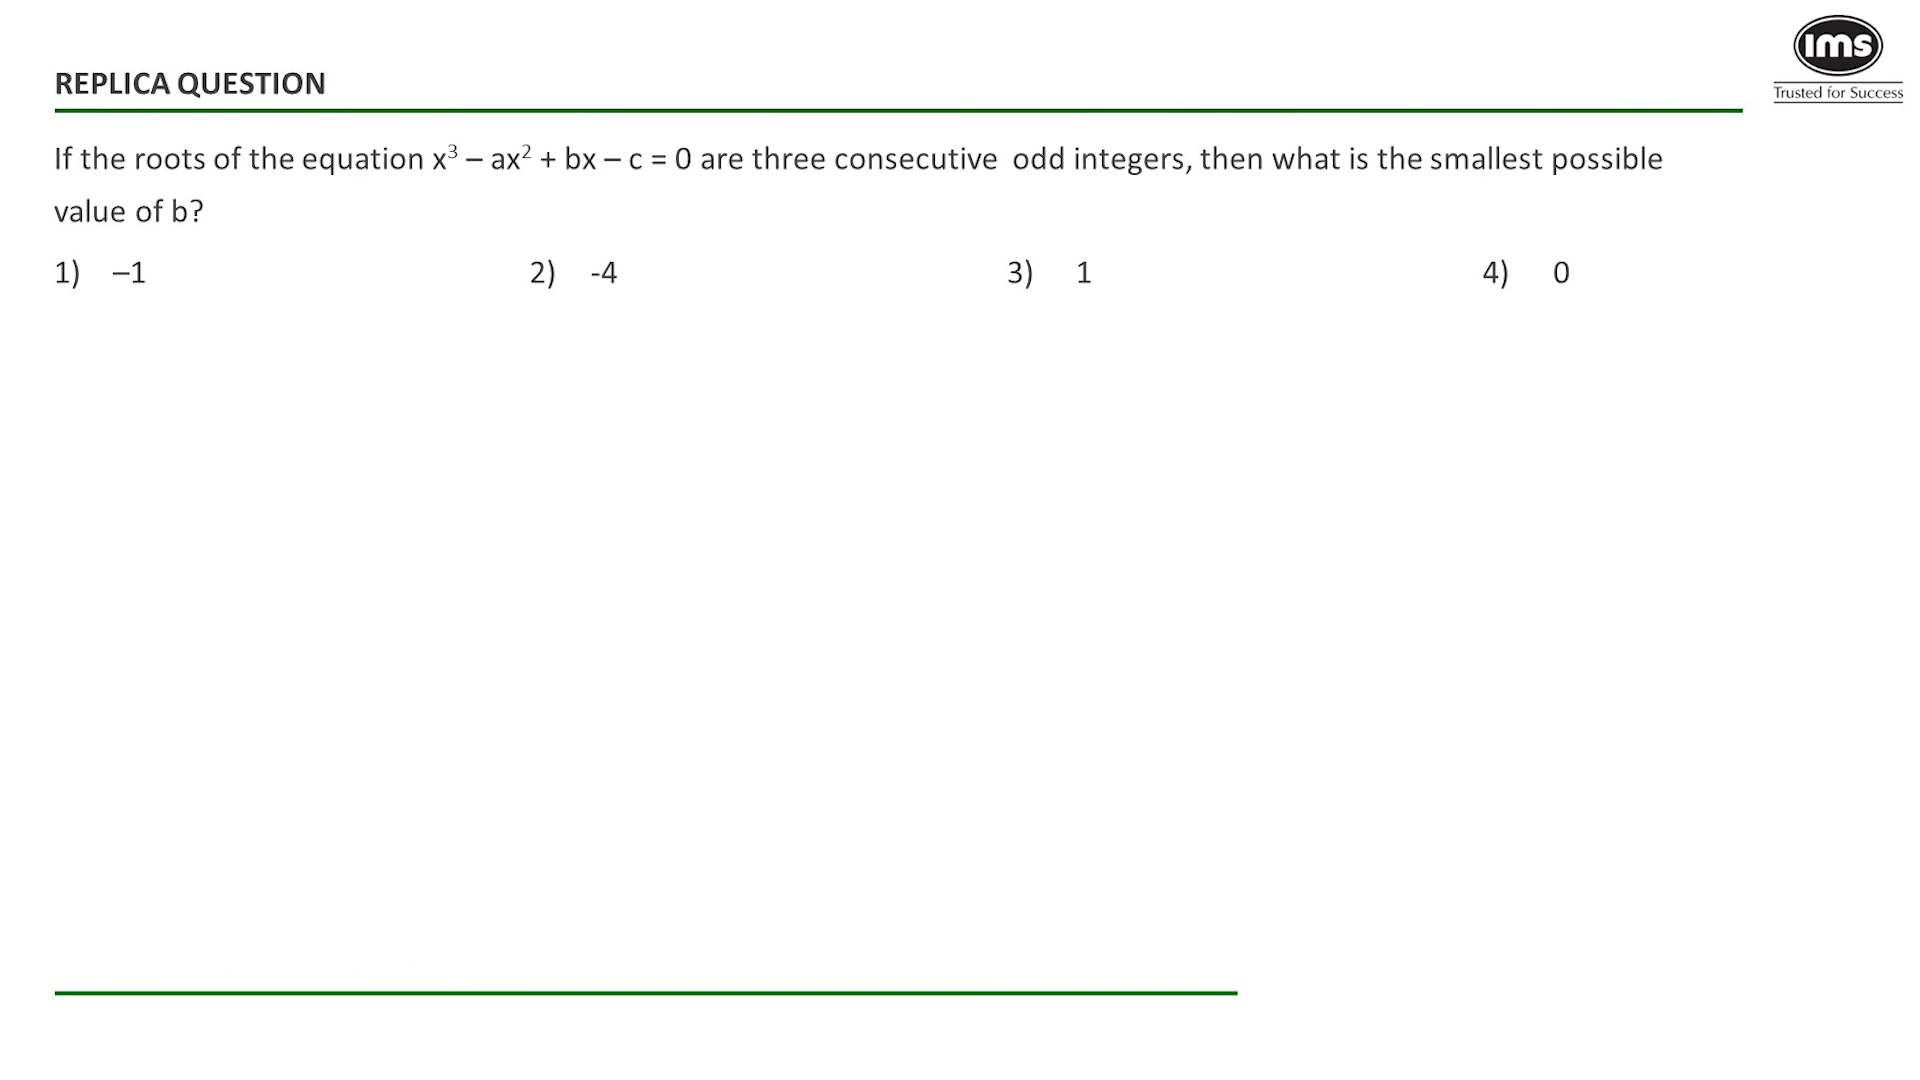 ims
Trusted for Success
REPLICA QUESTION
If the roots of the equation x³ – ax² + bx – c = 0 are three consecutive odd integers, then what is the smallest possible
value of b?
1) –1 2) -4 3) 1 4) 0